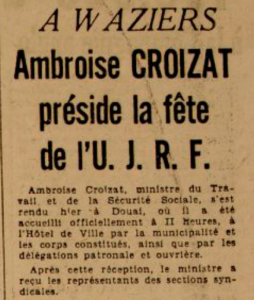 A WAZIERS
Ambroise CROIZAT
préside la fête
de l'U. J. R. F.
Ambroise Croizat, ministre du Tra-
vail et de la Sécurité Sociale, s'est
rendu hier à Douai, où il a été
accueilli officiellement à II Heures, à
l'Hôtel de Ville par la municipalité et
les corps constitués, ainsi que par les
délégations patronale et ouvrière.
Après cette réception, le ministre a
reçu les représentants des sections syn-
dicales.